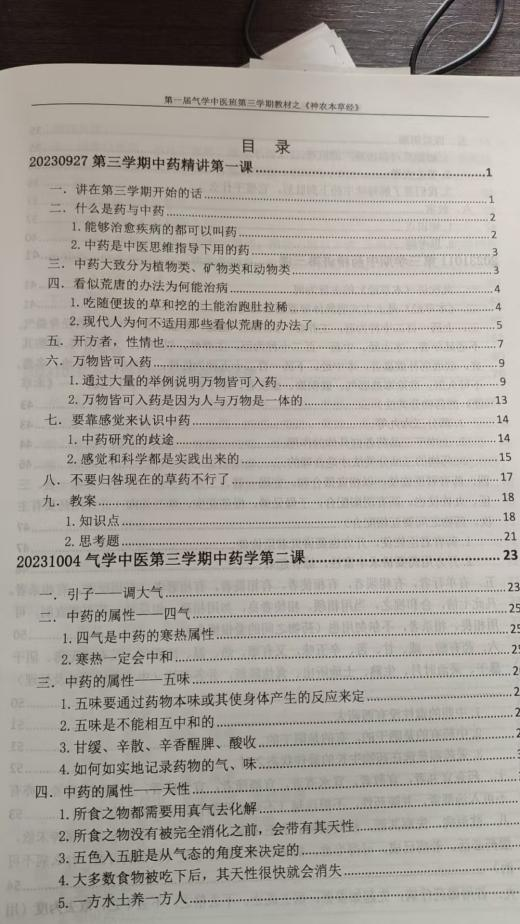 第一届气学中医班第三学期教材之《神农本草经》
目 录
20230927 第三学期中药精讲第一课 1
一．讲在第三学期开始的话 1
二．什么是药与中药 2
1.能够治愈疾病的都可以叫药 2
2.中药是中医思维指导下用的药 3
三．中药大致分为植物类、矿物类和动物类 3
四．看似荒唐的办法为何能治病 4
1.吃随便拔的草和挖的土能治跑肚拉稀 4
2.现代人为何不适用那些看似荒唐的办法了 5
五．开方者，性情也 7
六．万物皆可入药 9
1.通过大量的举例说明万物皆可入药 9
2.万物皆可入药是因为人与万物是一体的 13
七．要靠感觉来认识中药 14
1.中药研究的歧途 14
2.感觉和科学都是实践出来的 15
八．不要归咎现在的草药不行了 17
九．教案 18
1.知识点 18
2.思考题 21
20231004 气学中医第三学期中药学第二课 23
一．引子——调大气 23
二．中药的属性——四气 25
1.四气是中药的寒热属性 25
2.寒热一定会中和
三．中药的属性——五味
1.五味要通过药物本味或其使身体产生的反应来定
2.五味是不能相互中和的
3.甘缓、辛散、辛香醒脾、酸收
4.如何如实地记录药物的气、味
四．中药的属性——天性
1.所食之物都需要用真气去化解
2.所食之物没有被完全消化之前，会带有其天性
3.五色入五脏是从气态的角度来决定的
4.大多数食物被吃下后，其天性很快就会消失
5.一方水土养一方人